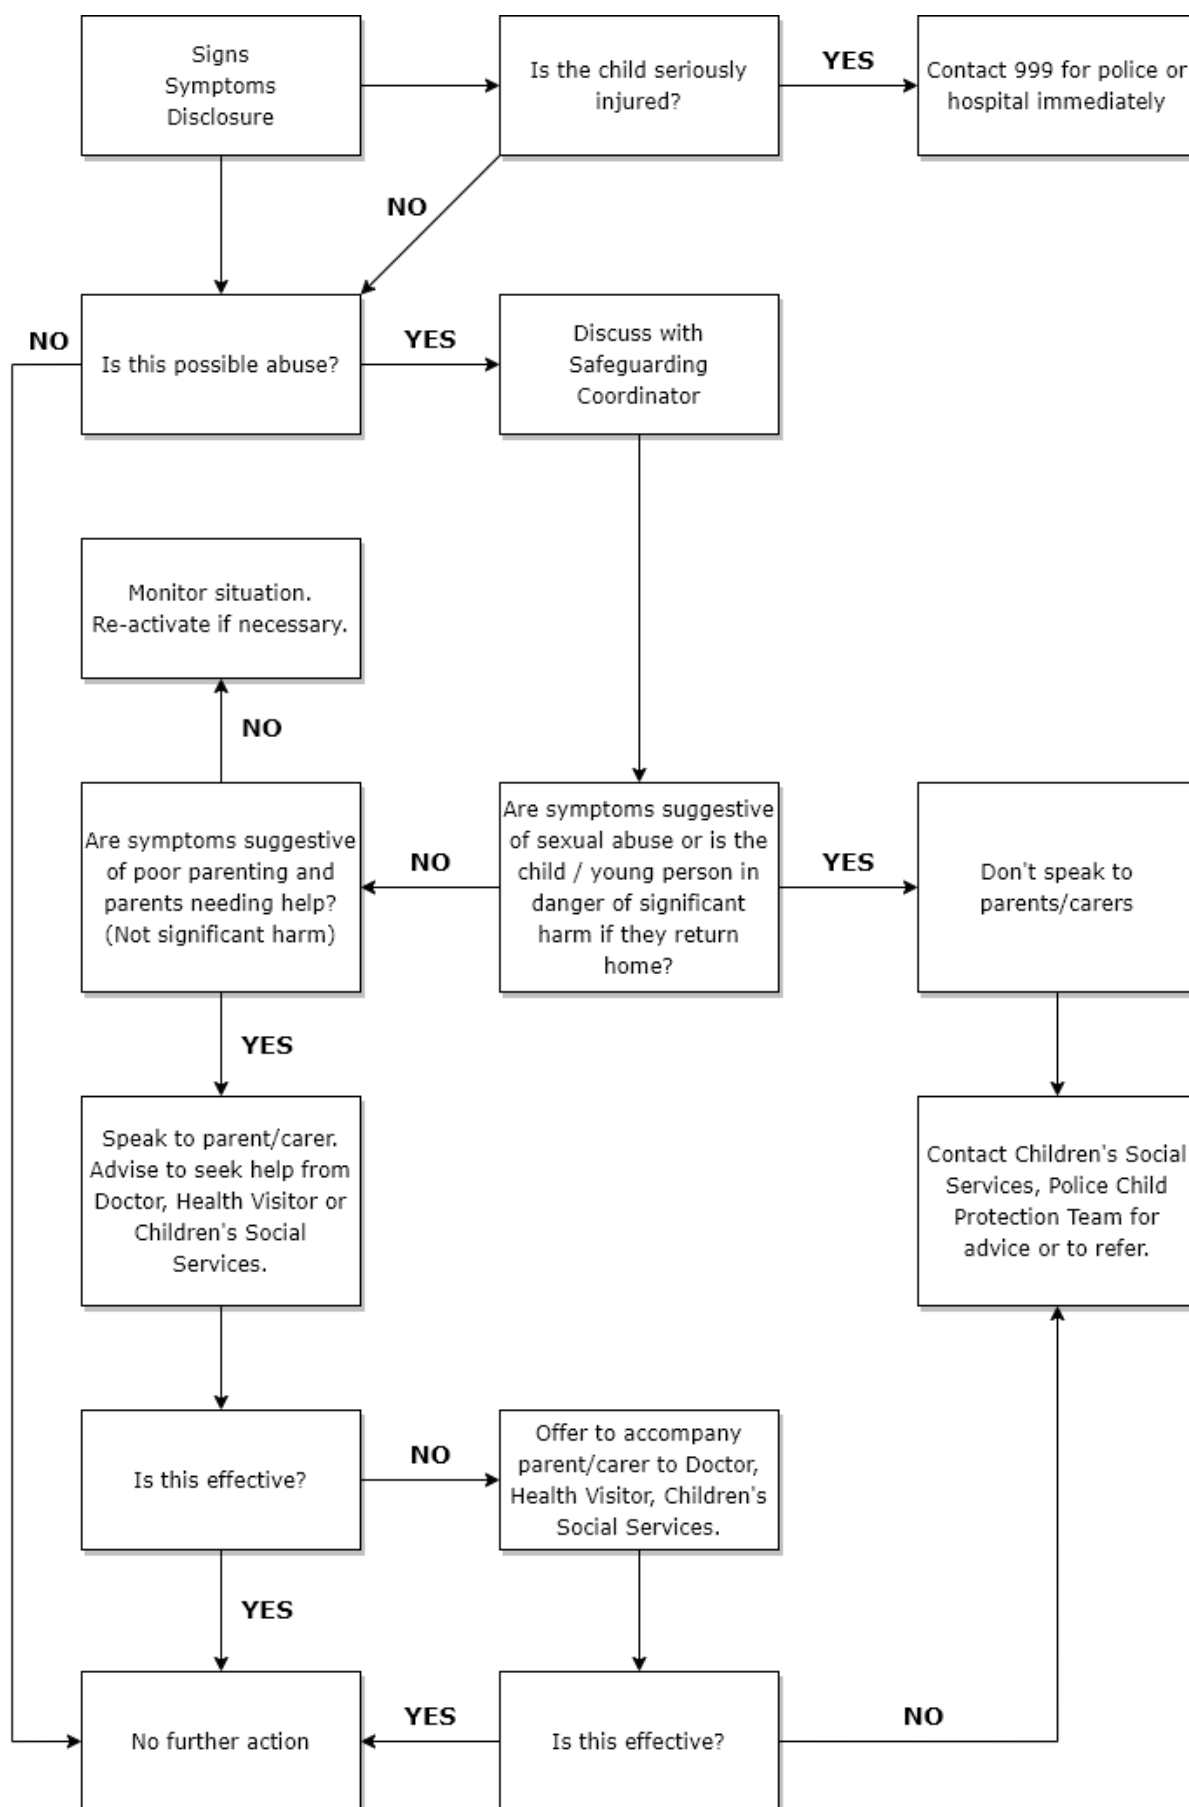 Signs
Symptoms
Disclosure
Is the child seriously
injured?
YES
Contact 999 for police or
hospital immediately
NO
NO
Is this possible abuse?
YES
Discuss with
Safeguarding
Coordinator
Monitor situation.
Re-activate if necessary.
NO
Are symptoms suggestive
of poor parenting and
parents needing help?
(Not significant harm)
NO
Are symptoms suggestive
of sexual abuse or is the
child / young person in
danger of significant
harm if they return
home?
YES
Don't speak to
parents/carers
YES
Speak to parent/carer.
Advise to seek help from
Doctor, Health Visitor or
Children's Social
Services.
Contact Children's Social
Services, Police Child
Protection Team for
advice or to refer.
Is this effective?
NO
Offer to accompany
parent/carer to Doctor,
Health Visitor, Children's
Social Services.
YES
No further action
YES
Is this effective?
NO